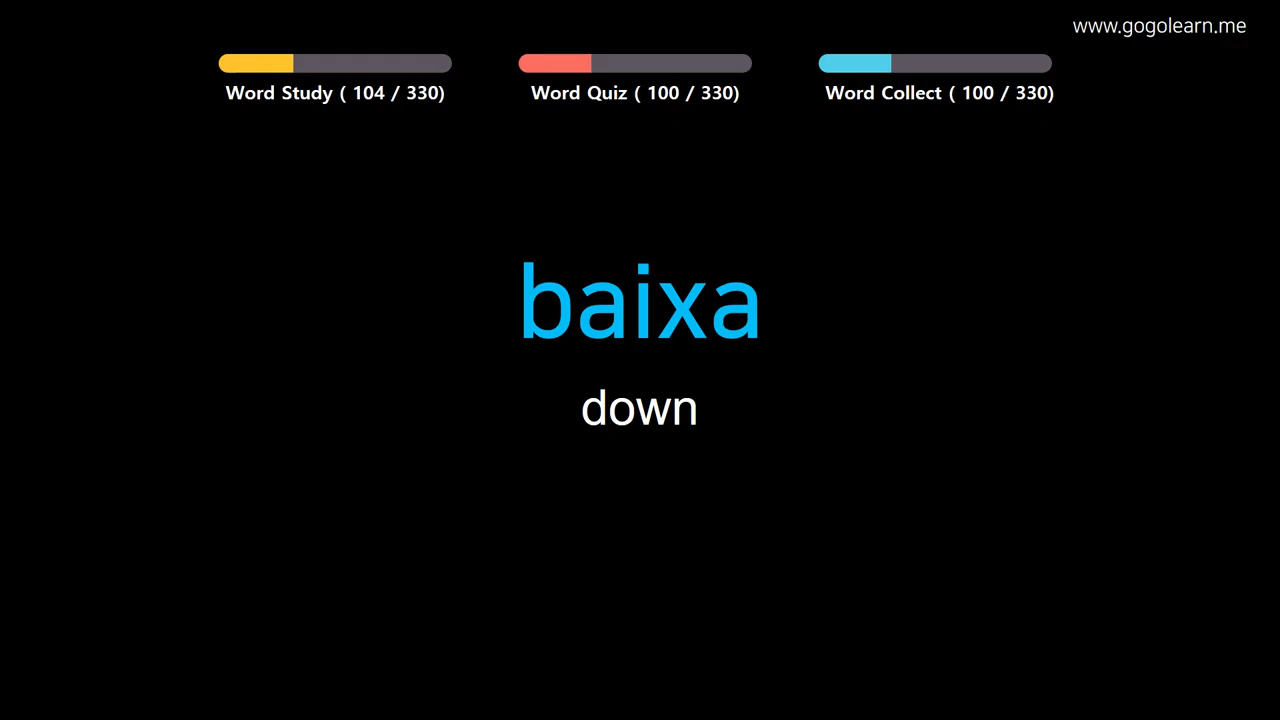 www.gogolearn.me
Word Study ( 104 / 330)
Word Quiz ( 100 / 330)
Word Collect ( 100 / 330)
baixa
down